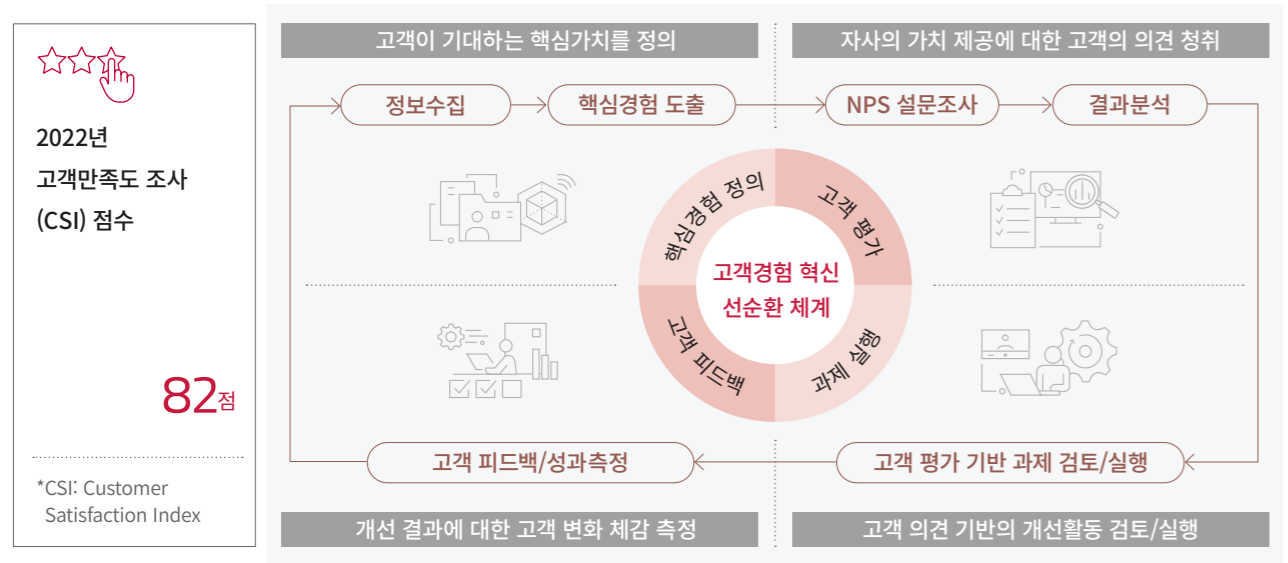 2022년
고객만족도 조사
(CSI) 점수
82점
*CSI: Customer
Satisfaction Index
고객이 기대하는 핵심가치를 정의
자사의 가치 제공에 대한 고객의 의견 청취
정보수집
핵심경험 도출
NPS 설문조사
결과분석
핵심경험 정의
고객 평가
고객경험 혁신
선순환 체계
고객 피드백
과제 실행
고객 피드백/성과측정
고객 평가 기반 과제 검토/실행
개선 결과에 대한 고객 변화 체감 측정
고객 의견 기반의 개선활동 검토/실행